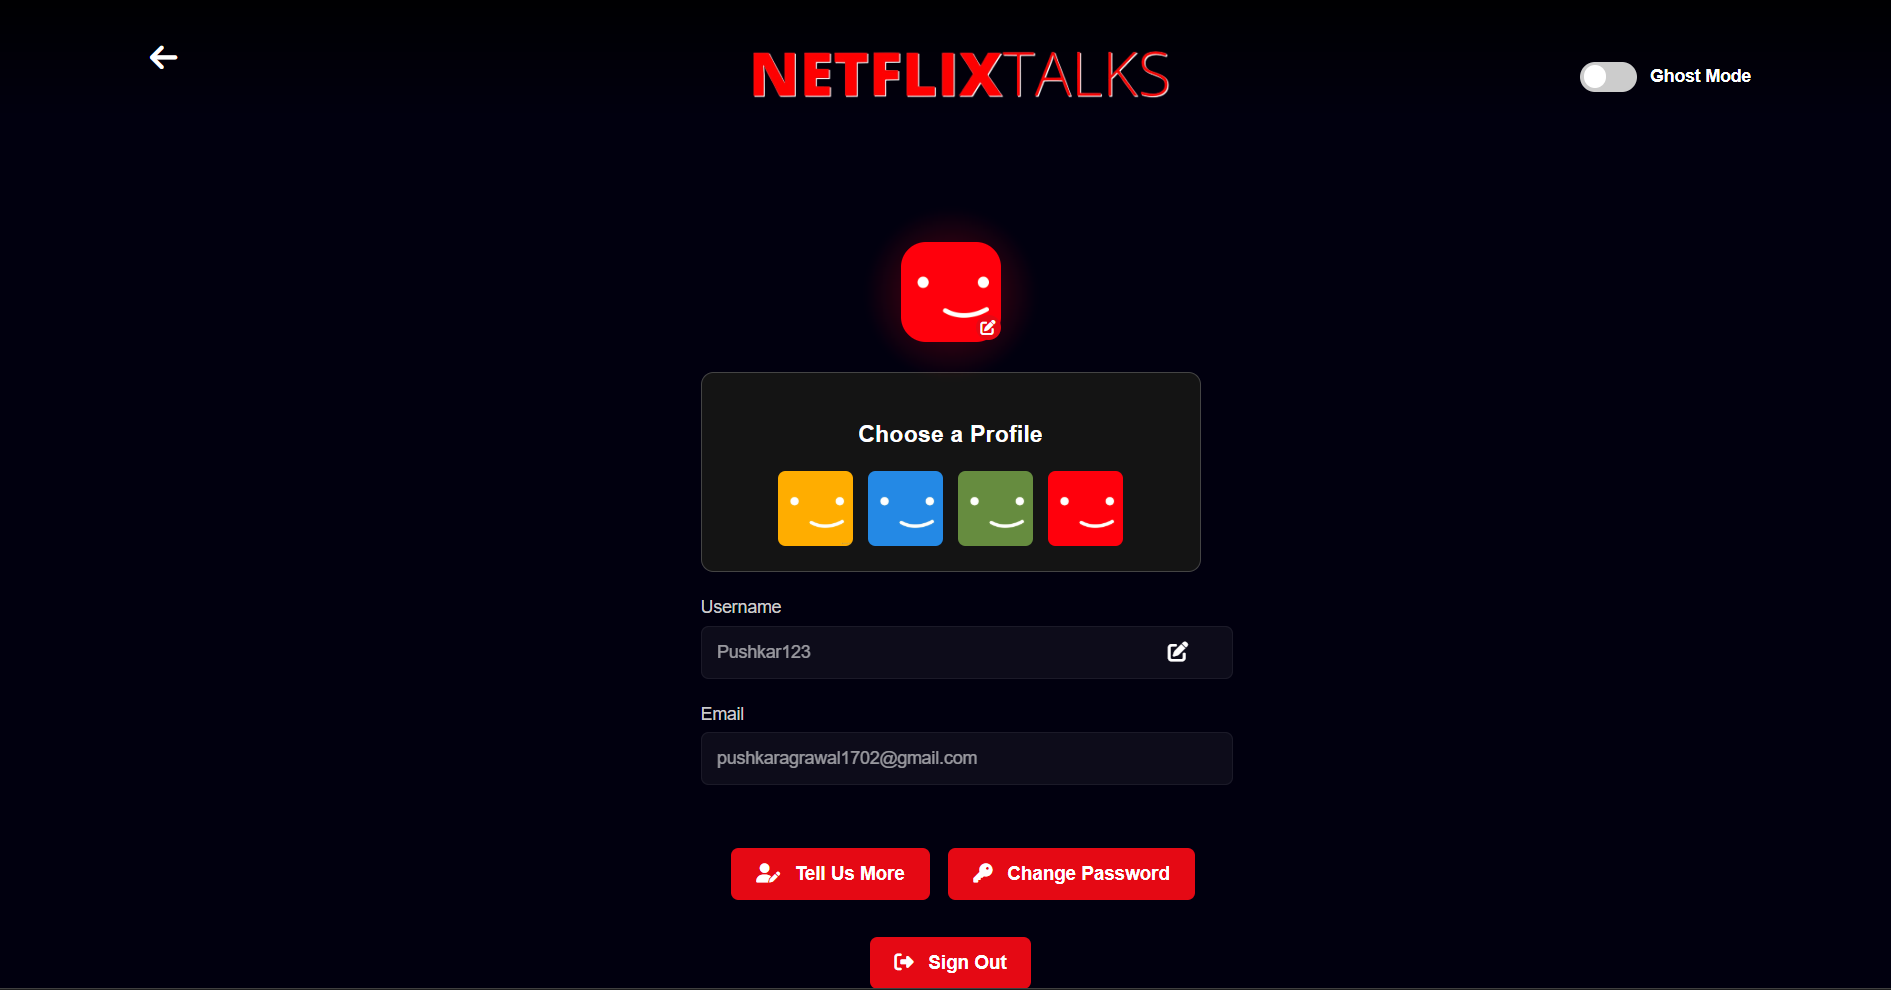 NETFLIXTALKS
Ghost Mode
Choose a Profile
Username
Pushkar123
Email
pushkaragrawal1702@gmail.com
Tell Us More
Change Password
Sign Out